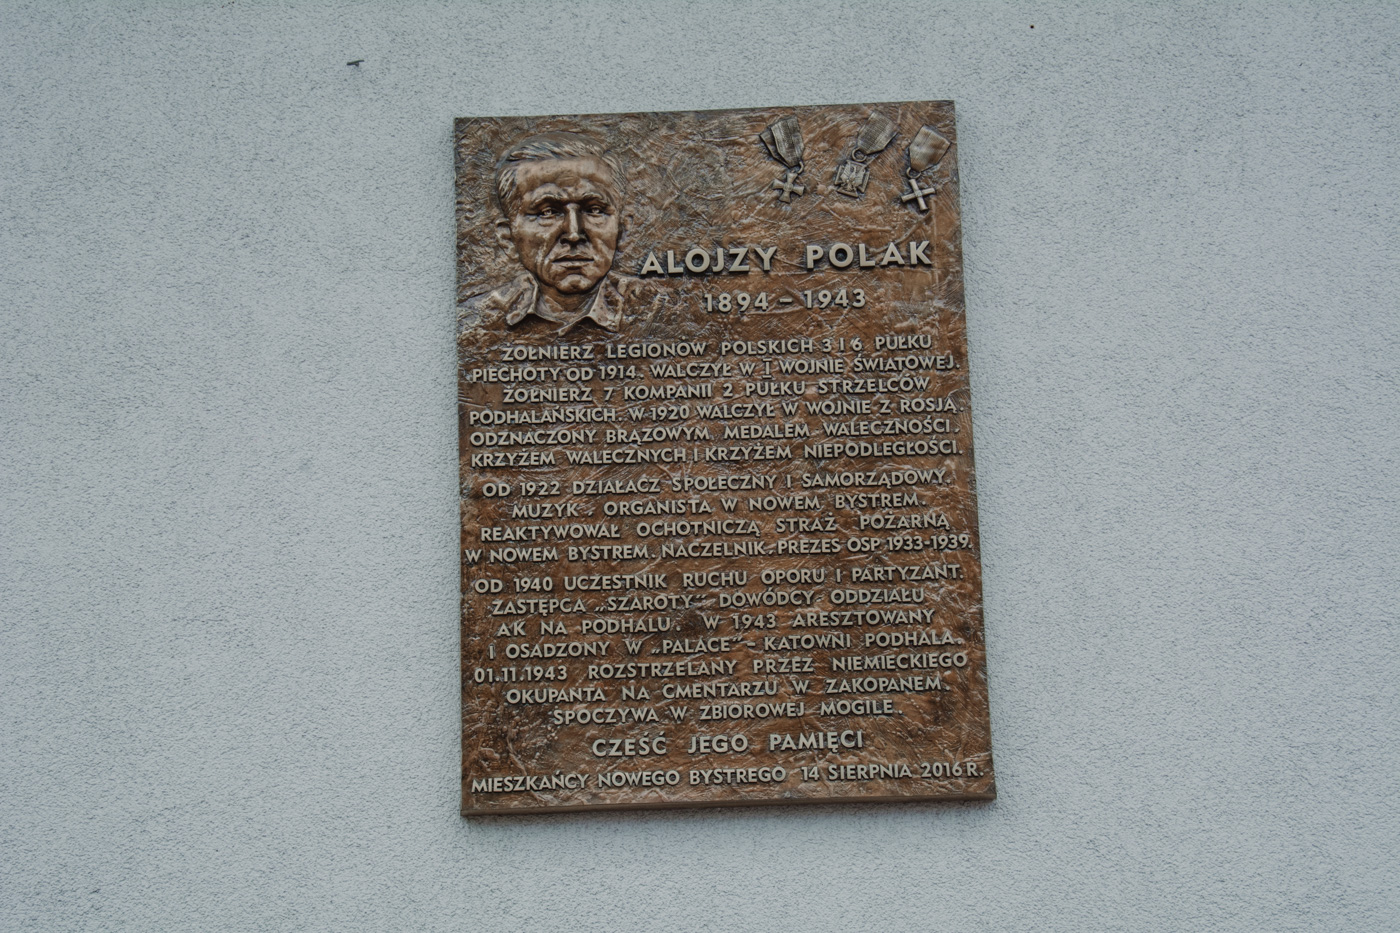 ALOJZY POLAK
1894 – 1943
ŻOŁNIERZ LEGIONÓW POLSKICH 3 I 6 PUŁKU
PIECHOTY OD 1914. WALCZYŁ W I WOJNIE ŚWIATOWEJ.
ŻOŁNIERZ 7 KOMPANII 2 PUŁKU STRZELCÓW
PODHALAŃSKICH. W 1920 WALCZYŁ W WOJNIE Z ROSJĄ.
ODZNACZONY BRĄZOWYM MEDALEM WALECZNOŚCI.
KRZYŻEM WALECZNYCH I KRZYŻEM NIEPODLEGŁOŚCI.
OD 1922 DZIAŁACZ SPOŁECZNY I SAMORZĄDOWY.
MUZYK, ORGANISTA W NOWEM BYSTREM.
REAKTYWOWAŁ OCHOTNICZĄ STRAŻ POŻARNĄ
W NOWEM BYSTREM. NACZELNIK. PREZES OSP 1933-1939.
OD 1940 UCZESTNIK RUCHU OPORU I PARTYZANT.
ZASTĘPCA „SZAROTY” DOWÓDCY ODDZIAŁU
AK NA PODHALU. W 1943 ARESZTOWANY
I OSADZONY W „PALACE” - KATOWNI PODHALA.
01.11.1943 ROZSTRZELANY PRZEZ NIEMIECKIEGO
OKUPANTA NA CMENTARZU W ZAKOPANEM.
SPOCZYWA W ZBIOROWEJ MOGILE.
CZEŚĆ JEGO PAMIĘCI
MIESZKAŃCY NOWEGO BYSTREGO 14 SIERPNIA 2016 R.